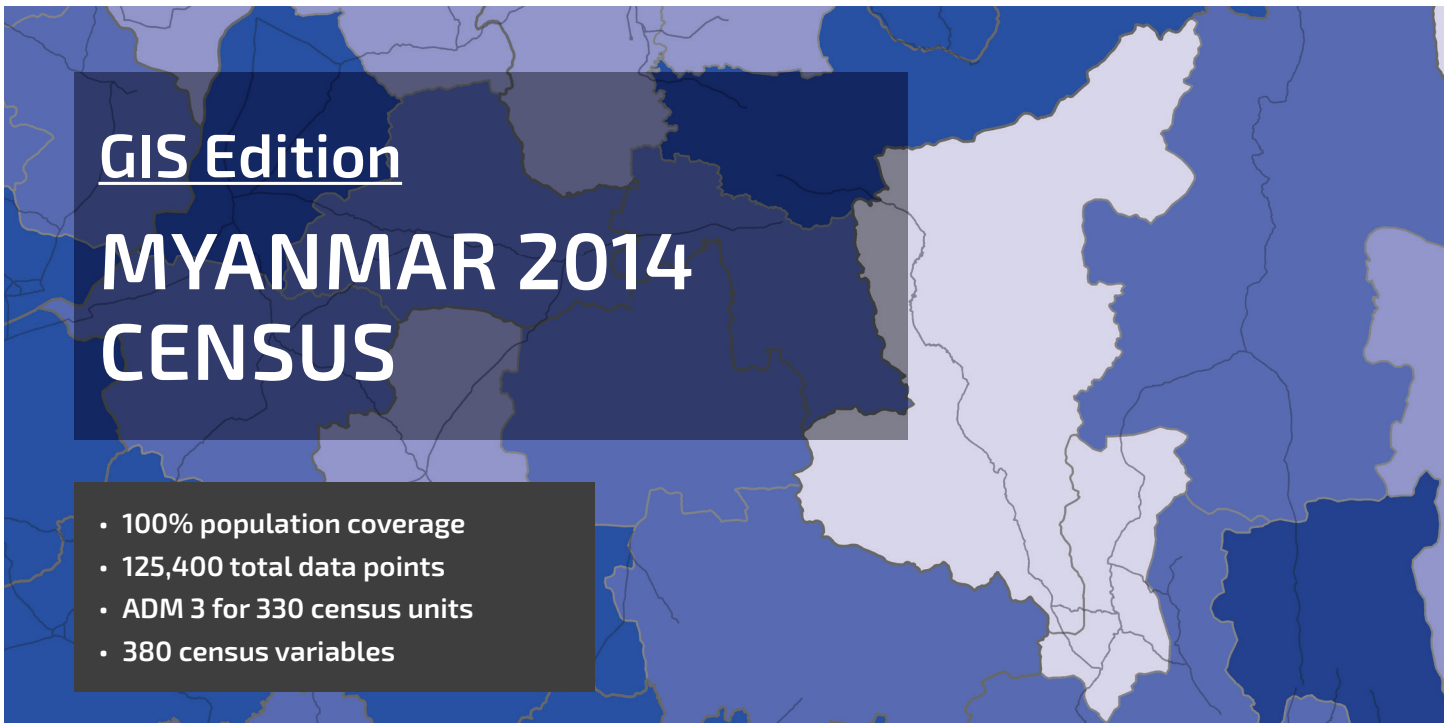 GIS Edition
MYANMAR 2014
CENSUS
• 100% population coverage
• 125,400 total data points
• ADM 3 for 330 census units
• 380 census variables